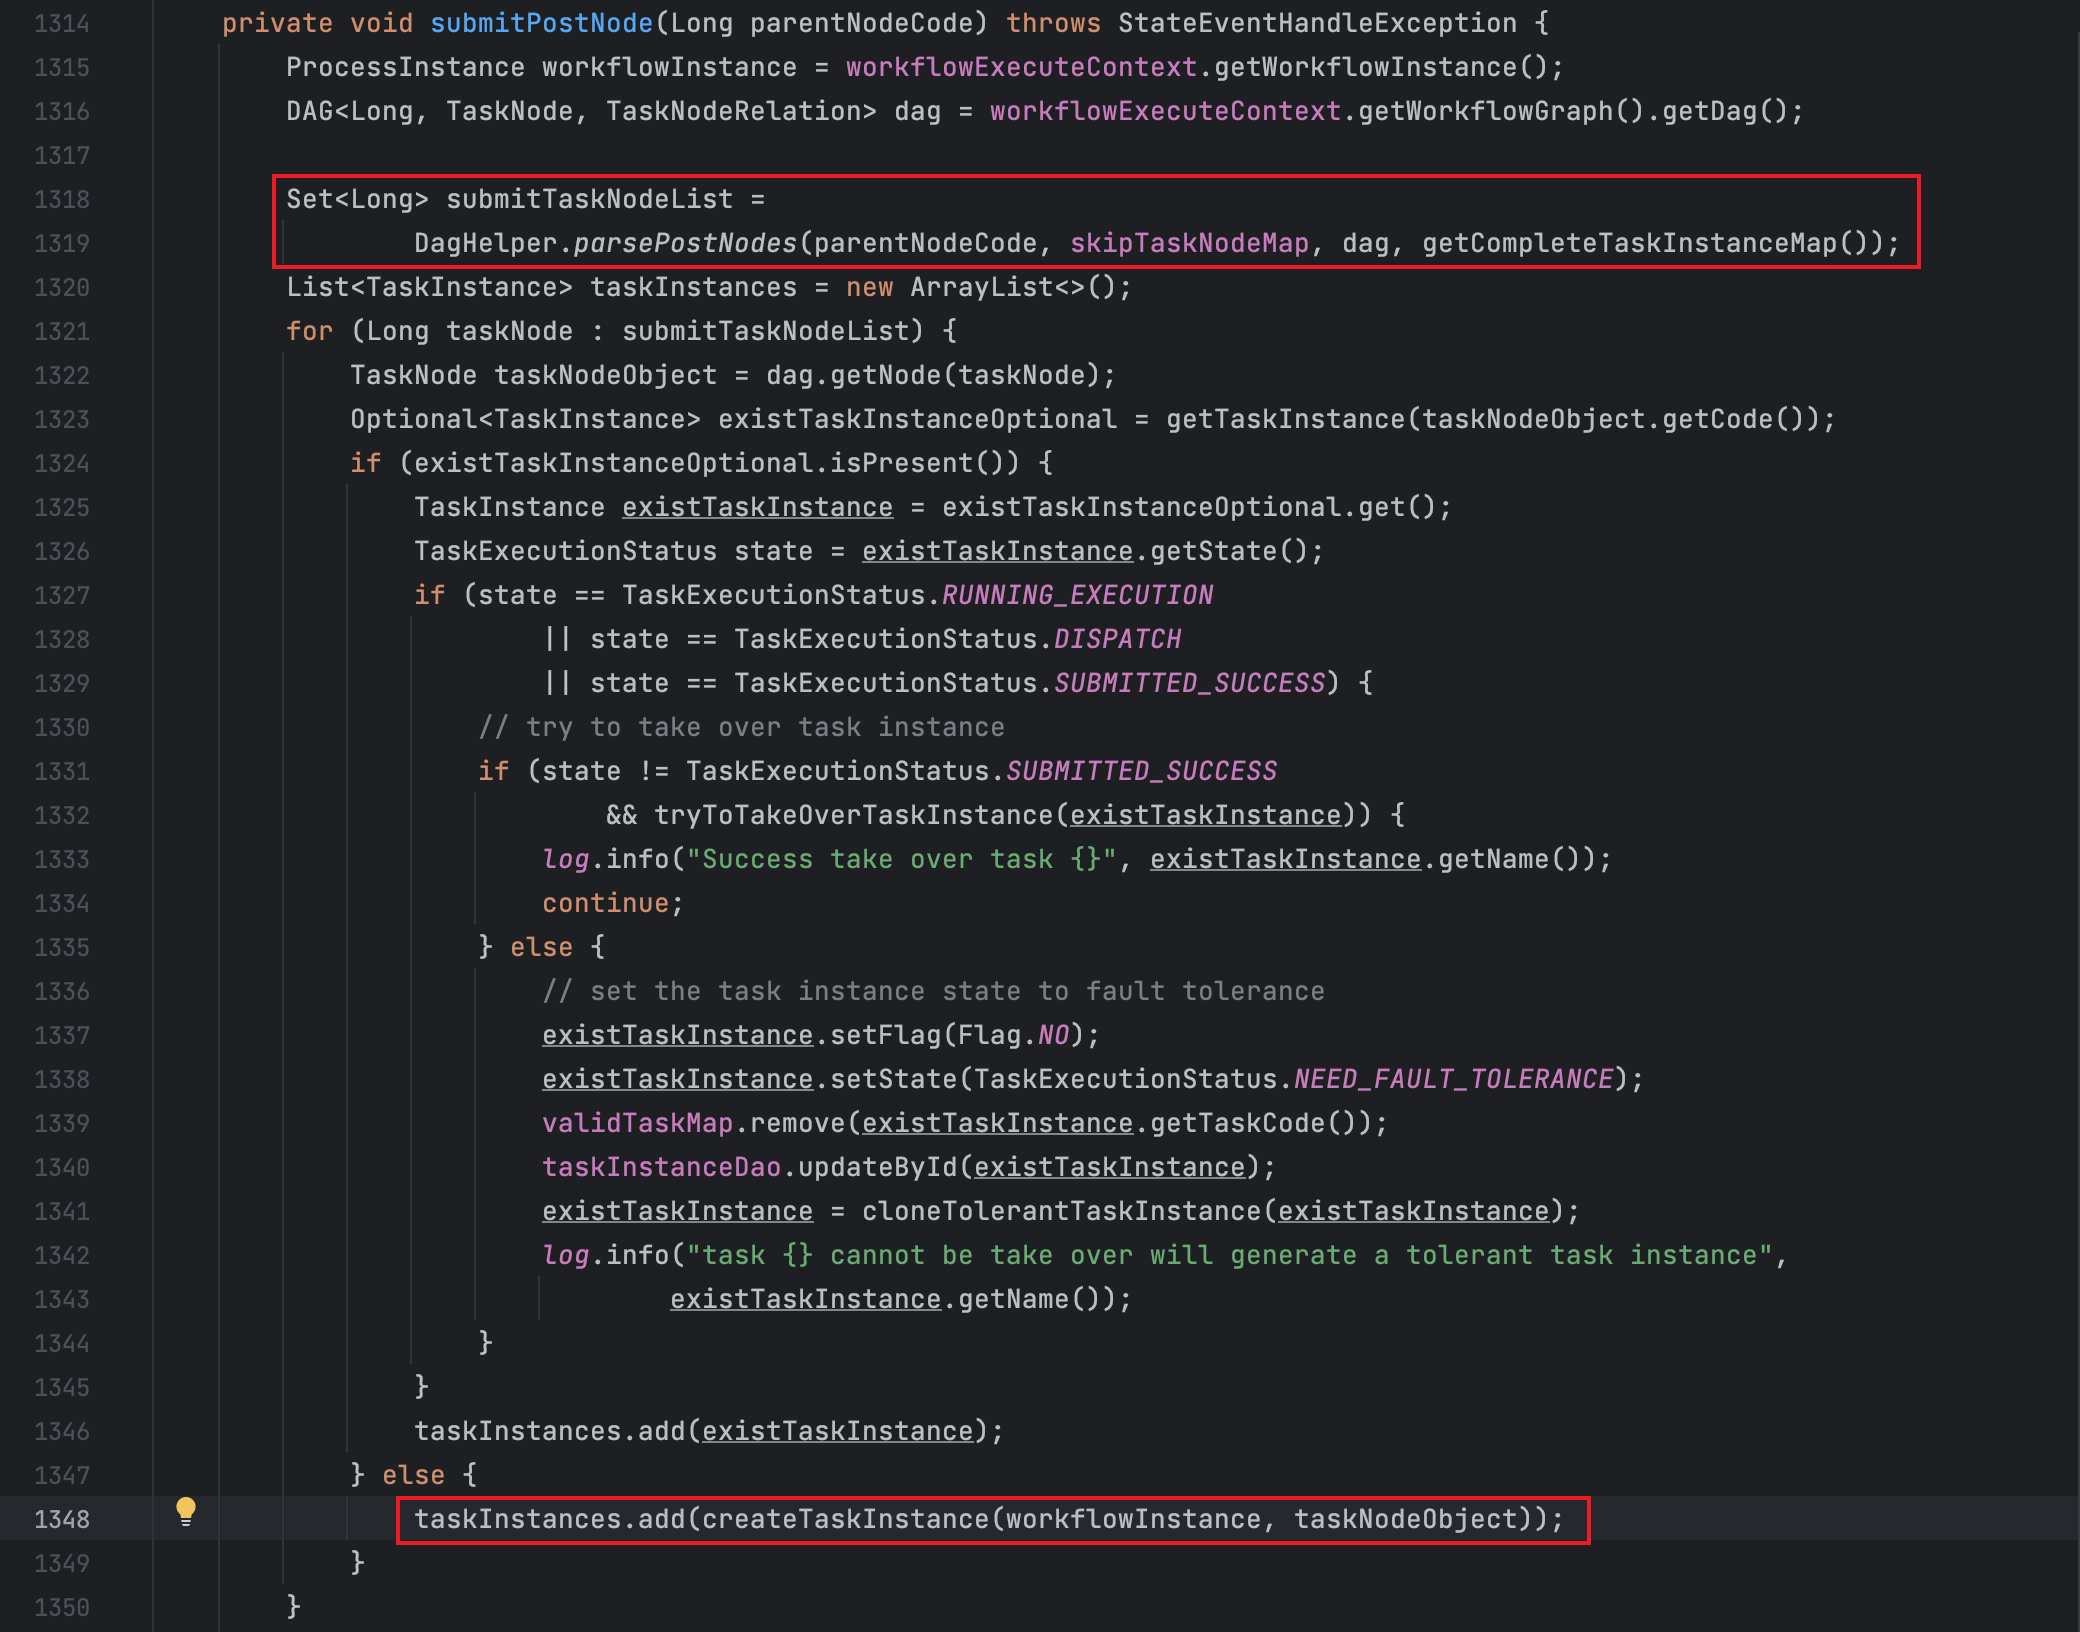 1314 private void submitPostNode(Long parentNodeCode) throws StateEventHandleException {
1315 ProcessInstance workflowInstance = workflowExecuteContext.getWorkflowInstance();
1316 DAG<Long, TaskNode, TaskNodeRelation> dag = workflowExecuteContext.getWorkflowGraph().getDag();
1317
1318 Set<Long> submitTaskNodeList =
1319 DagHelper.parsePostNodes(parentNodeCode, skipTaskNodeMap, dag, getCompleteTaskInstanceMap());
1320 List<TaskInstance> taskInstances = new ArrayList<>();
1321 for (Long taskNode : submitTaskNodeList) {
1322 TaskNode taskNodeObject = dag.getNode(taskNode);
1323 Optional<TaskInstance> existTaskInstanceOptional = getTaskInstance(taskNodeObject.getCode());
1324 if (existTaskInstanceOptional.isPresent()) {
1325 TaskInstance existTaskInstance = existTaskInstanceOptional.get();
1326 TaskExecutionStatus state = existTaskInstance.getState();
1327 if (state == TaskExecutionStatus.RUNNING_EXECUTION
1328 || state == TaskExecutionStatus.DISPATCH
1329 || state == TaskExecutionStatus.SUBMITTED_SUCCESS) {
1330 // try to take over task instance
1331 if (state != TaskExecutionStatus.SUBMITTED_SUCCESS
1332 && tryToTakeOverTaskInstance(existTaskInstance)) {
1333 log.info("Success take over task {}", existTaskInstance.getName());
1334 continue;
1335 } else {
1336 // set the task instance state to fault tolerance
1337 existTaskInstance.setFlag(Flag.NO);
1338 existTaskInstance.setState(TaskExecutionStatus.NEED_FAULT_TOLERANCE);
1339 validTaskMap.remove(existTaskInstance.getTaskCode());
1340 taskInstanceDao.updateById(existTaskInstance);
1341 existTaskInstance = cloneTolerantTaskInstance(existTaskInstance);
1342 log.info("task {} cannot be take over will generate a tolerant task instance",
1343 existTaskInstance.getName());
1344 }
1345 }
1346 taskInstances.add(existTaskInstance);
1347 } else {
1348 taskInstances.add(createTaskInstance(workflowInstance, taskNodeObject));
1349 }
1350 }